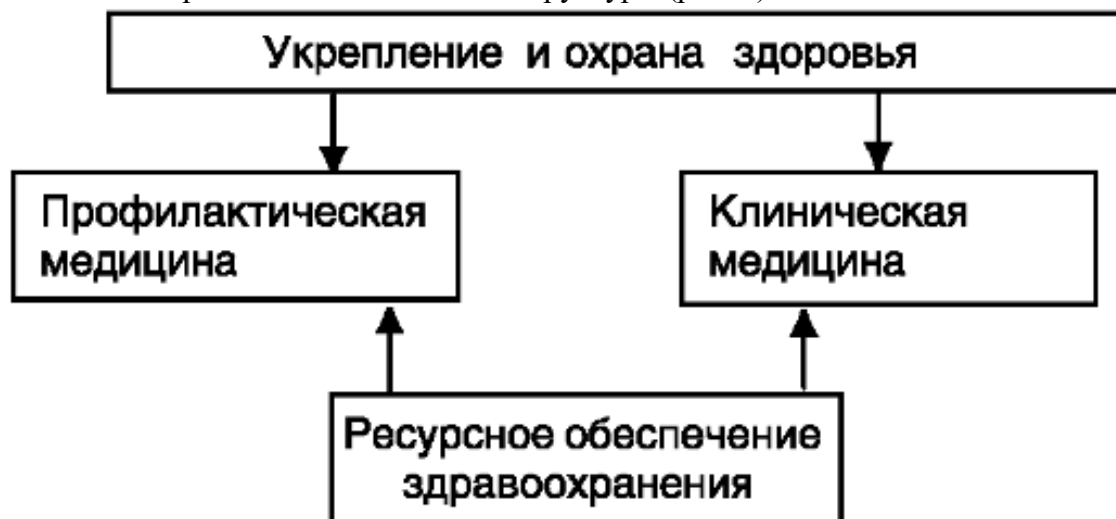 Укрепление и охрана здоровья
Профилактическая
медицина
Клиническая
медицина
Ресурсное обеспечение
здравоохранения